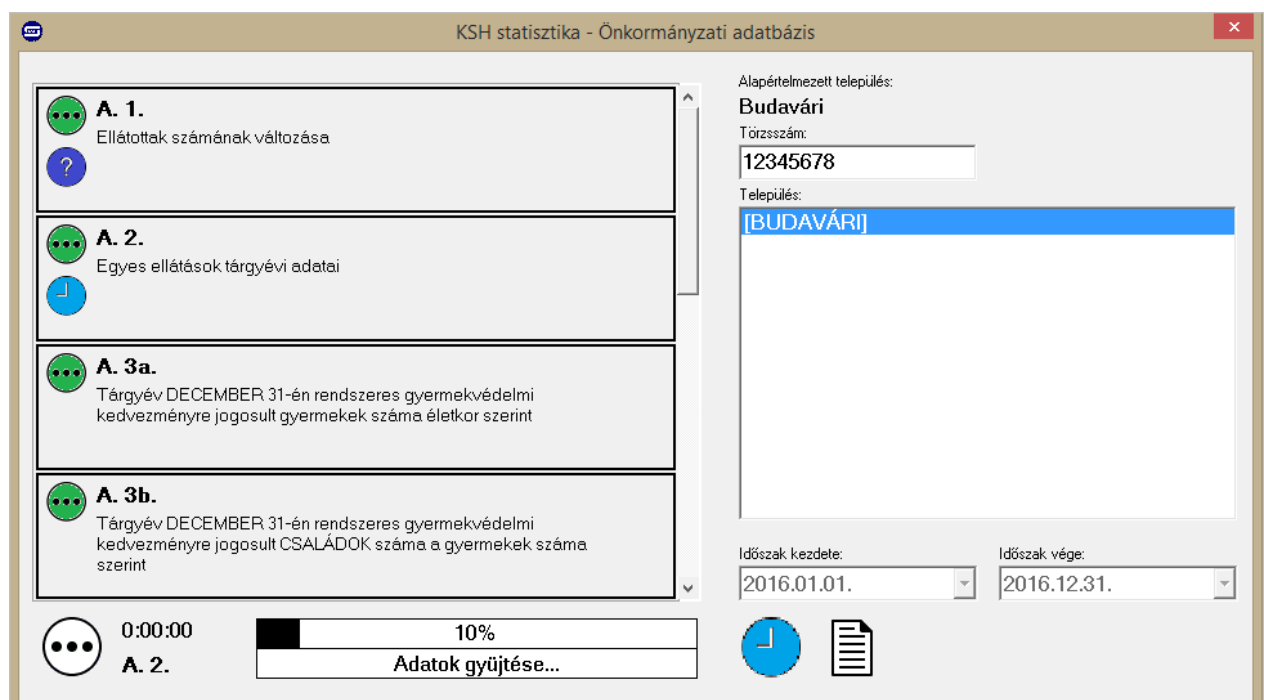 KSH statisztika - Önkormányzati adatbázis
A. 1.
Ellátottak számának változása
?
A. 2.
Egyes ellátások tárgyévi adatai
A. 3a.
Tárgyév DECEMBER 31-én rendszeres gyermekvédelmi
kedvezményre jogosult gyermekek száma életkor szerint
A. 3b.
Tárgyév DECEMBER 31-én rendszeres gyermekvédelmi
kedvezményre jogosult CSALÁDOK száma a gyermekek száma
szerint
0:00:00
A. 2.
10%
Adatok gyüjtése...
Alapértelmezett település:
Budavári
Törzsszám:
12345678
Település:
[BUDAVÁRI]
Időszak kezdete:
2016.01.01.
Időszak vége:
2016.12.31.